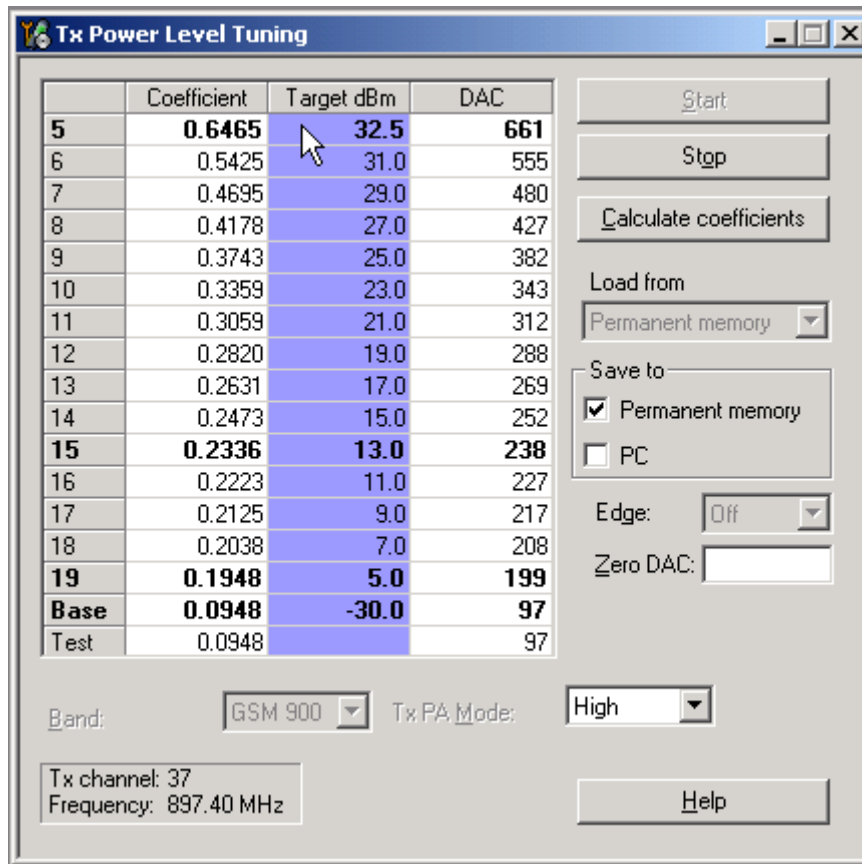 Tx Power Level Tuning
Coefficient Target dBm DAC
5 0.6465 32.5 661
6 0.5425 31.0 555
7 0.4695 29.0 480
8 0.4178 27.0 427
9 0.3743 25.0 382
10 0.3359 23.0 343
11 0.3059 21.0 312
12 0.2820 19.0 288
13 0.2631 17.0 269
14 0.2473 15.0 252
15 0.2336 13.0 238
16 0.2223 11.0 227
17 0.2125 9.0 217
18 0.2038 7.0 208
19 0.1948 5.0 199
Base 0.0948 -30.0 97
Test 0.0948 97
Start
Stop
Calculate coefficients
Load from
Permanent memory
Save to
Permanent memory
PC
Edge: Off
Zero DAC:
Band: GSM 900 Tx PA Mode: High
Tx channel: 37
Frequency: 897.40 MHz
Help